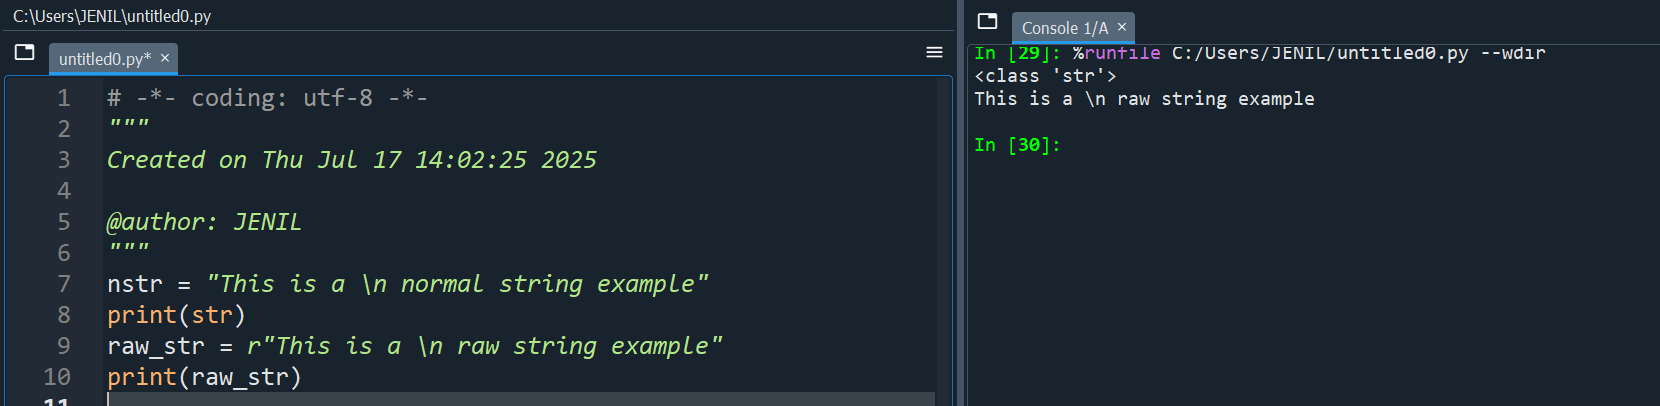 C:\Users\JENIL\untitled0.py
untitled0.py*
1 # -*- coding: utf-8 -*-
2 """
3 Created on Thu Jul 17 14:02:25 2025
4
5 @author: JENIL
6 """
7 nstr = "This is a \n normal string example"
8 print(str)
9 raw_str = r"This is a \n raw string example"
10 print(raw_str)
11
Console 1/A
In [29]: %runfile C:/Users/JENIL/untitled0.py --wdir
<class 'str'>
This is a \n raw string example
In [30]: